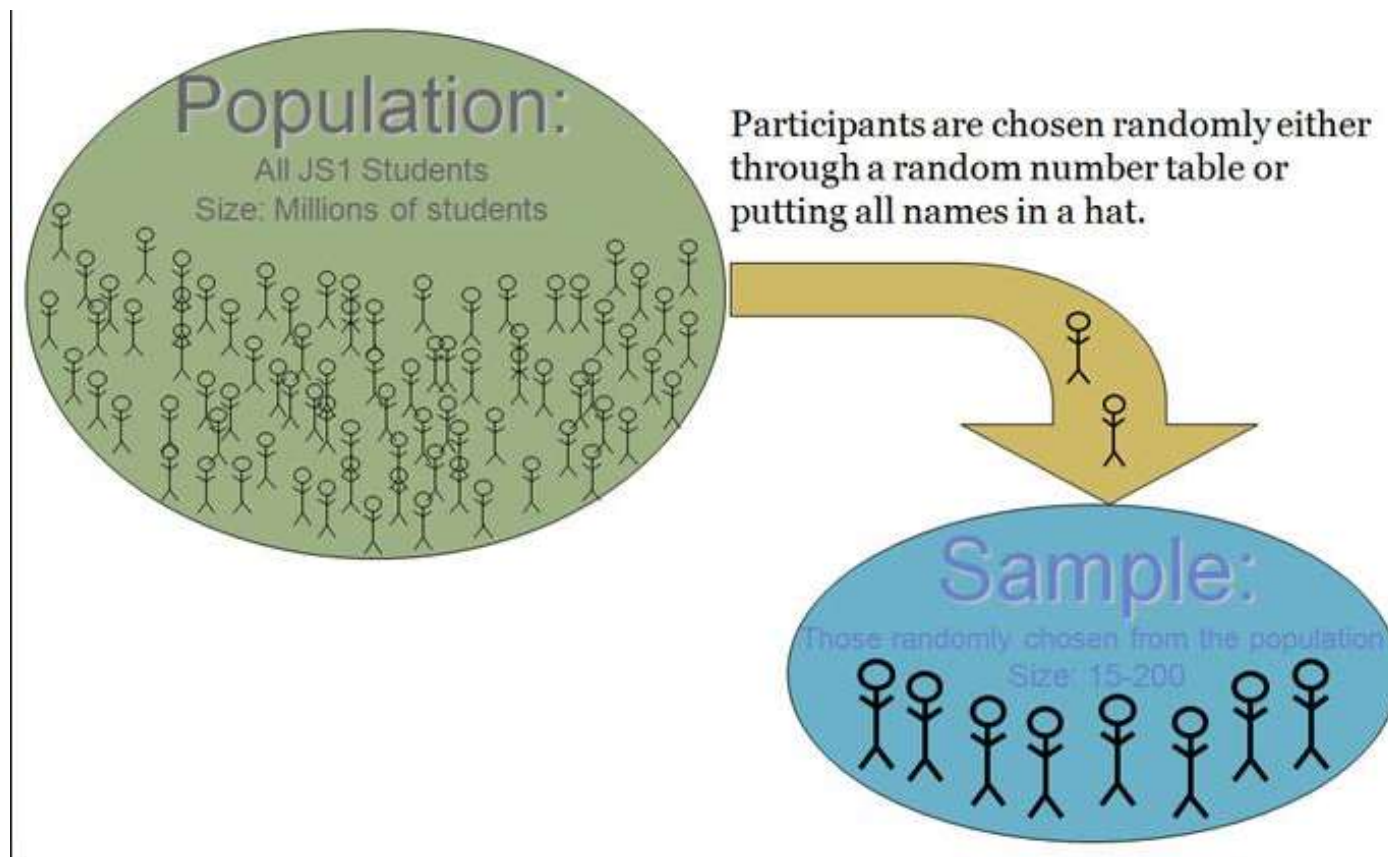 Population:
All JS1 Students
Size: Millions of students
Participants are chosen randomly either
through a random number table or
putting all names in a hat.
Sample:
Those randomly chosen from the population
Size: 15-200